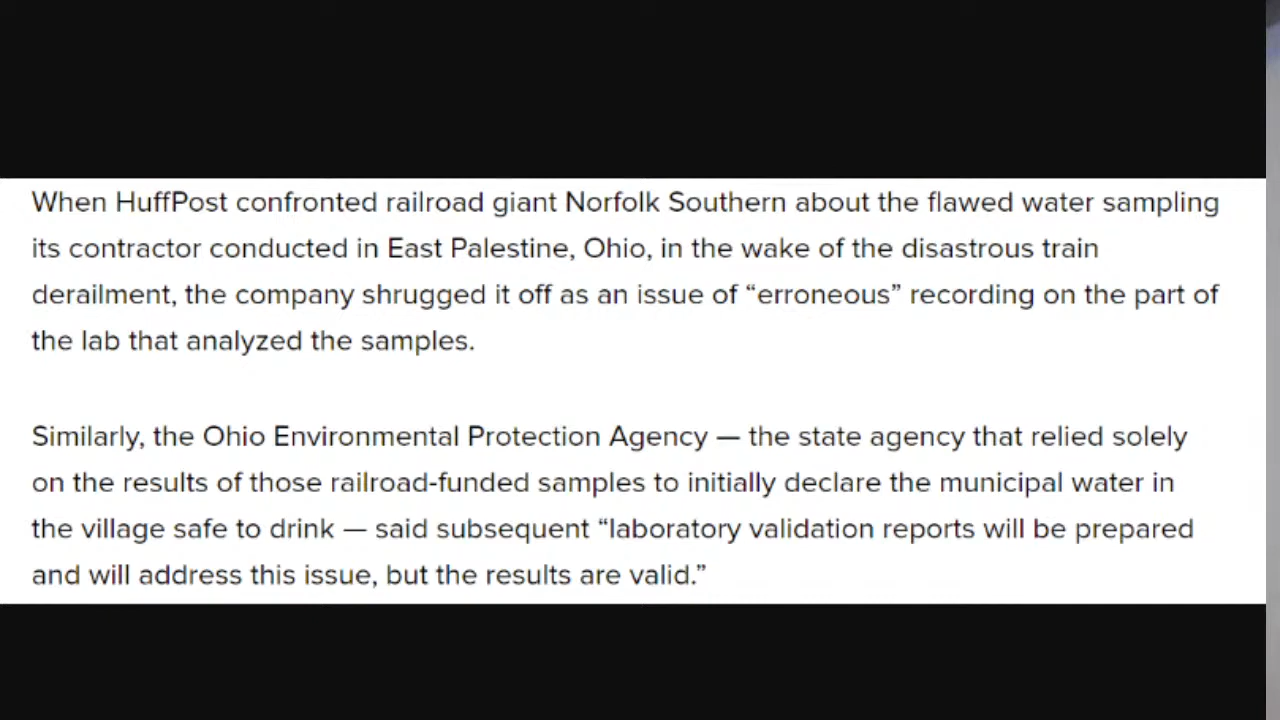 When HuffPost confronted railroad giant Norfolk Southern about the flawed water sampling
its contractor conducted in East Palestine, Ohio, in the wake of the disastrous train
derailment, the company shrugged it off as an issue of “erroneous” recording on the part of
the lab that analyzed the samples.
Similarly, the Ohio Environmental Protection Agency — the state agency that relied solely
on the results of those railroad-funded samples to initially declare the municipal water in
the village safe to drink — said subsequent “laboratory validation reports will be prepared
and will address this issue, but the results are valid.”